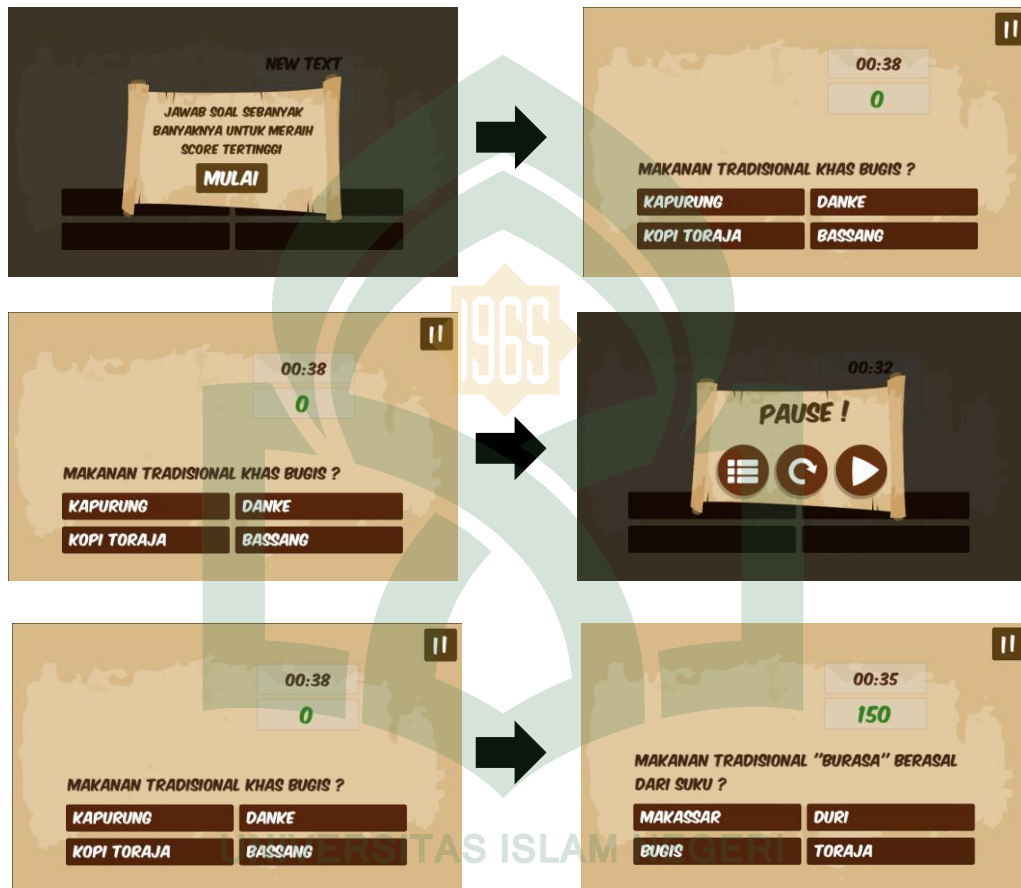 NEW TEXT
JAWAB SOAL SEBANYAK
BANYAKNYA UNTUK MERAIH
SCORE TERTINGGI
MULAI
00:38
0
MAKANAN TRADISIONAL KHAS BUGIS ?
KAPURUNG
DANKE
KOPI TORAJA
BASSANG
00:38
0
MAKANAN TRADISIONAL KHAS BUGIS ?
KAPURUNG
DANKE
KOPI TORAJA
BASSANG
00:32
PAUSE !
00:38
0
MAKANAN TRADISIONAL KHAS BUGIS ?
KAPURUNG
DANKE
KOPI TORAJA
BASSANG
00:35
150
MAKANAN TRADISIONAL "BURASA" BERASAL
DARI SUKU ?
MAKASSAR
DURI
BUGIS
TORAJA
1965
UNIVERSITAS ISLAM NEGERI